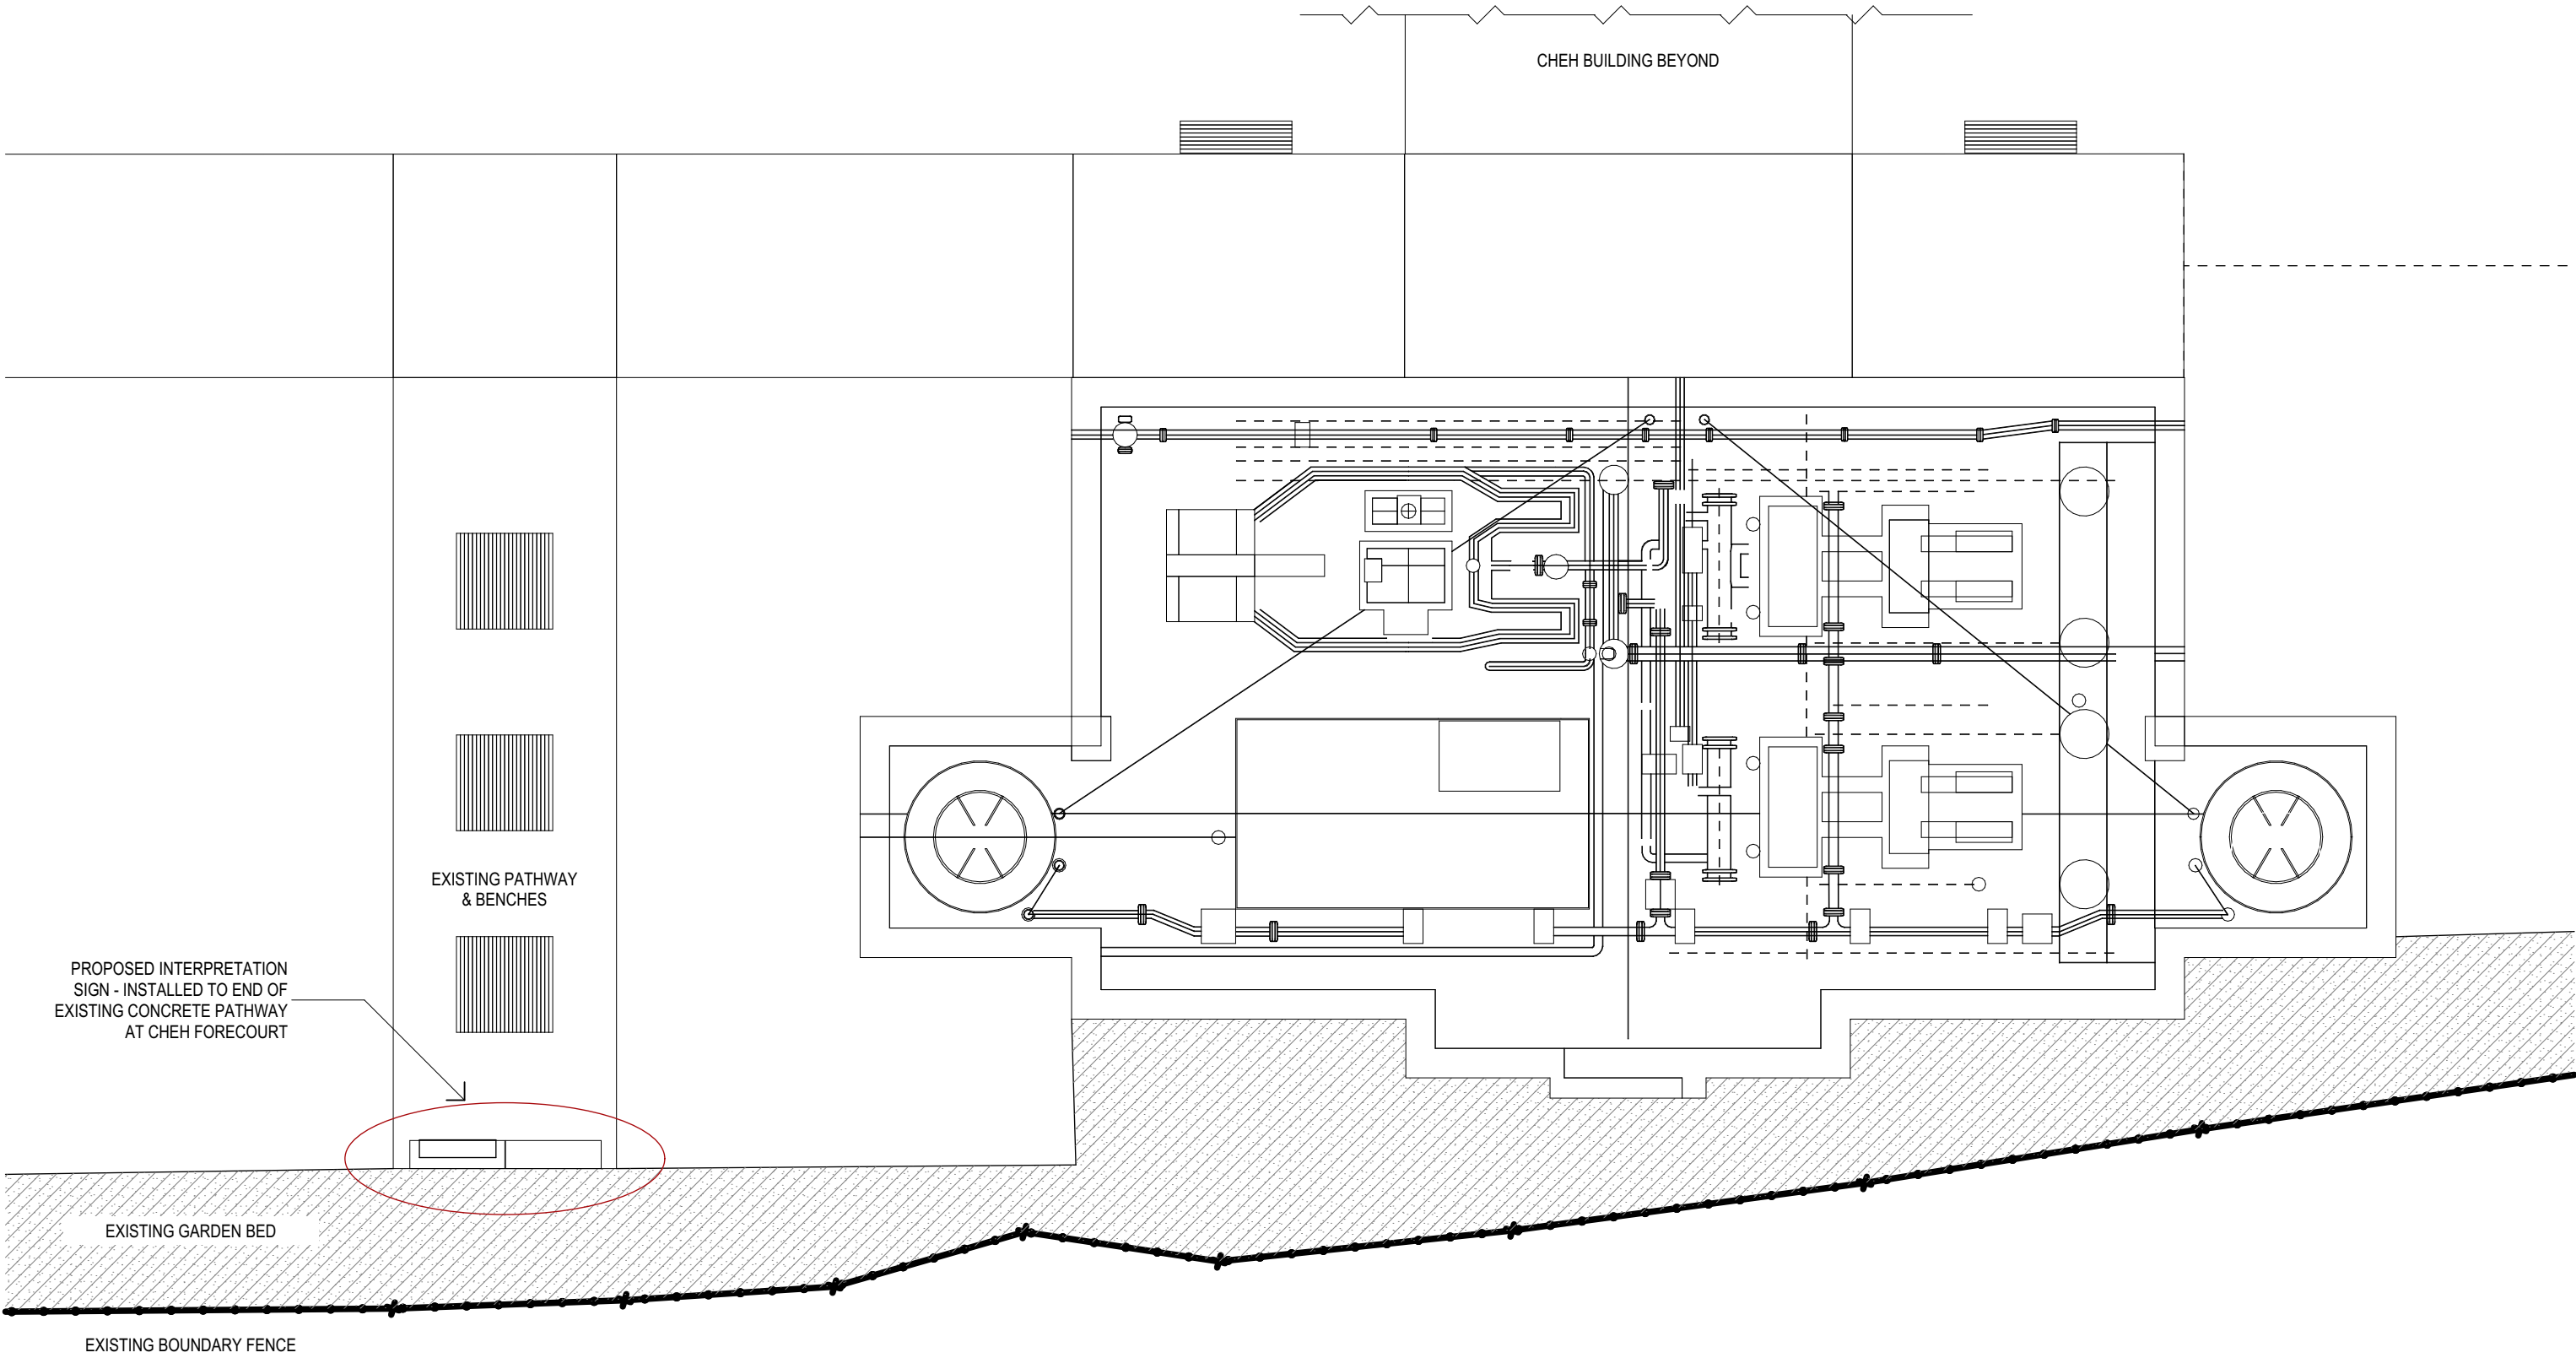 CHEH BUILDING BEYOND
EXISTING PATHWAY
& BENCHES
PROPOSED INTERPRETATION
SIGN - INSTALLED TO END OF
EXISTING CONCRETE PATHWAY
AT CHEH FORECOURT
EXISTING GARDEN BED
EXISTING BOUNDARY FENCE